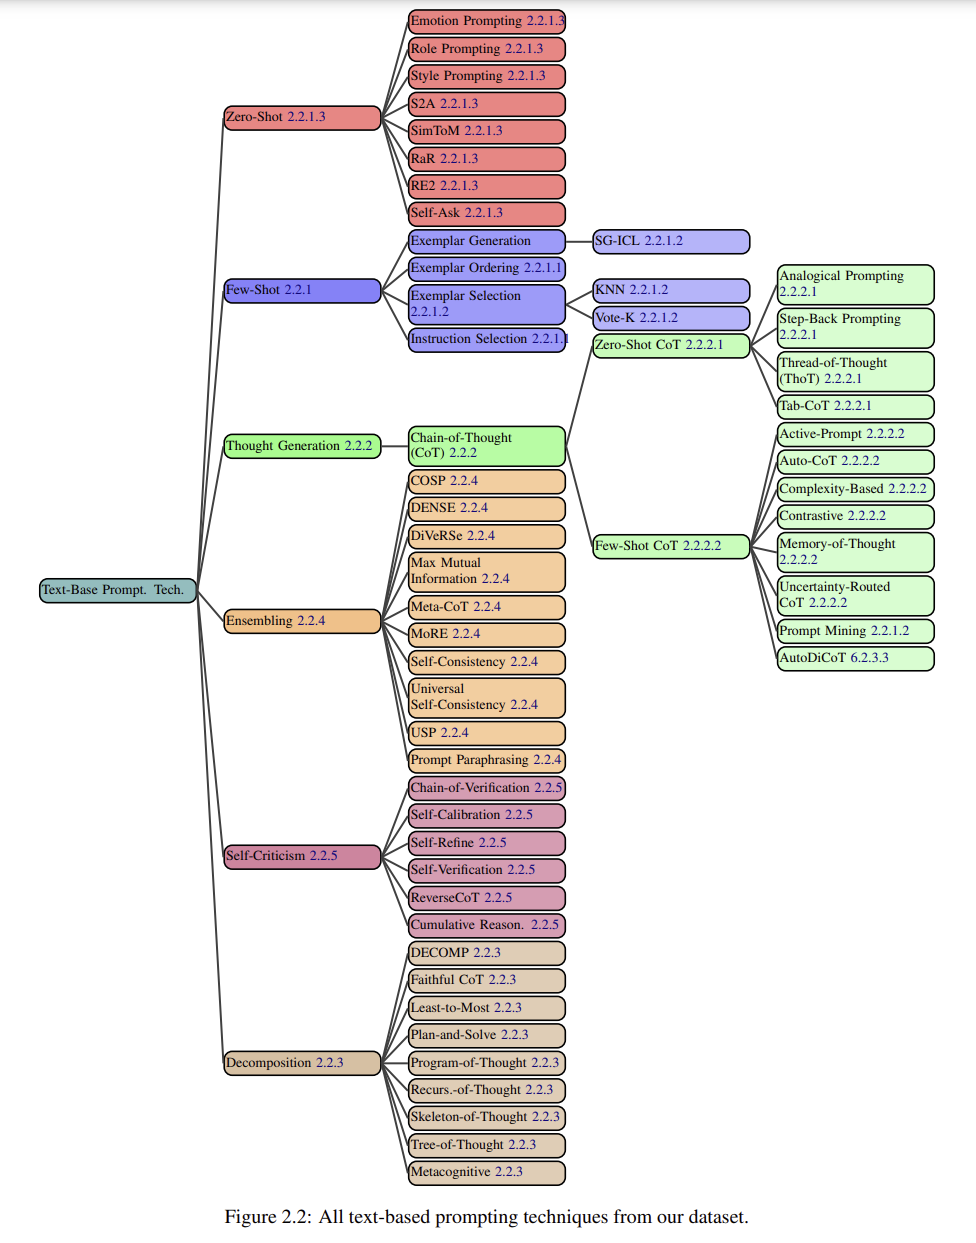 Emotion Prompting 2.2.1.3
Role Prompting 2.2.1.3
Style Prompting 2.2.1.3
S2A 2.2.1.3
Zero-Shot 2.2.1.3
SimToM 2.2.1.3
RaR 2.2.1.3
RE2 2.2.1.3
Self-Ask 2.2.1.3
Exemplar Generation
SG-ICL 2.2.1.2
Exemplar Ordering 2.2.1.1
Few-Shot 2.2.1
Exemplar Selection
2.2.1.2
KNN 2.2.1.2
Vote-K 2.2.1.2
Instruction Selection 2.2.1.1
Zero-Shot CoT 2.2.2.1
Analogical Prompting
2.2.2.1
Step-Back Prompting
2.2.2.1
Thread-of-Thought
(ThoT) 2.2.2.1
Tab-CoT 2.2.2.1
Thought Generation 2.2.2
Chain-of-Thought
(CoT) 2.2.2
Few-Shot CoT 2.2.2.2
Active-Prompt 2.2.2.2
Auto-CoT 2.2.2.2
Complexity-Based 2.2.2.2
Contrastive 2.2.2.2
Memory-of-Thought
2.2.2.2
Uncertainty-Routed
CoT 2.2.2.2
Prompt Mining 2.2.1.2
AutoDiCoT 6.2.3.3
Text-Base Prompt. Tech.
Ensembling 2.2.4
COSP 2.2.4
DENSE 2.2.4
DiVeRSe 2.2.4
Max Mutual
Information 2.2.4
Meta-CoT 2.2.4
MoRE 2.2.4
Self-Consistency 2.2.4
Universal
Self-Consistency 2.2.4
USP 2.2.4
Prompt Paraphrasing 2.2.4
Self-Criticism 2.2.5
Chain-of-Verification 2.2.5
Self-Calibration 2.2.5
Self-Refine 2.2.5
Self-Verification 2.2.5
ReverseCoT 2.2.5
Cumulative Reason. 2.2.5
Decomposition 2.2.3
DECOMP 2.2.3
Faithful CoT 2.2.3
Least-to-Most 2.2.3
Plan-and-Solve 2.2.3
Program-of-Thought 2.2.3
Recurs.-of-Thought 2.2.3
Skeleton-of-Thought 2.2.3
Tree-of-Thought 2.2.3
Metacognitive 2.2.3
Figure 2.2: All text-based prompting techniques from our dataset.